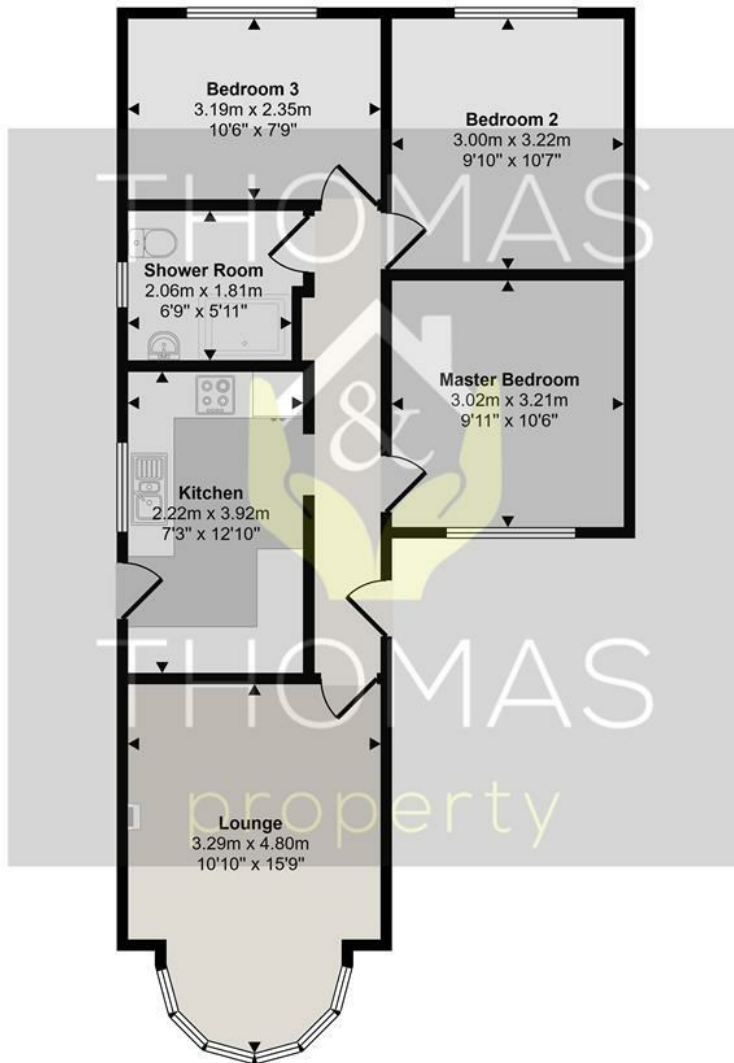 Bedroom 3
3.19m x 2.35m
10'6" x 7'9"
Bedroom 2
3.00m x 3.22m
9'10" x 10'7"
THOMAS
Shower Room
2.06m x 1.81m
6'9" x 5'11"
&
Master Bedroom
3.02m x 3.21m
9'11" x 10'6"
Kitchen
2.22m x 3.92m
7'3" x 12'10"
THOMAS
property
Lounge
3.29m x 4.80m
10'10" x 15'9"